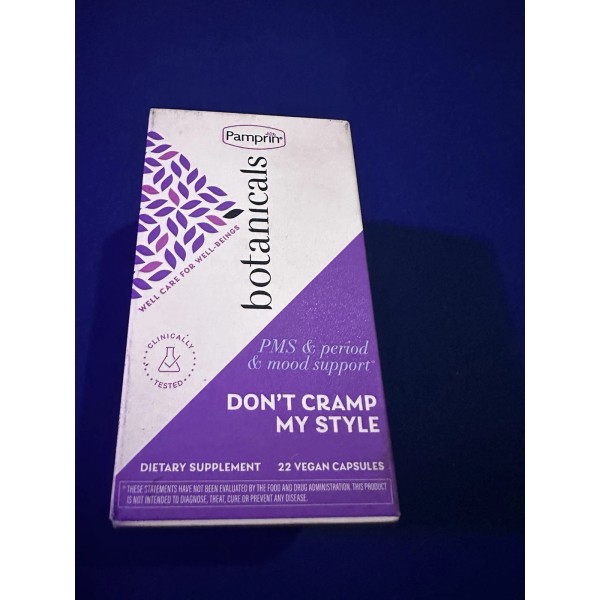 Pamprin®
botanicals
WELL CARE FOR WELL-BEINGS
CLINICALLY
TESTED
PMS & period
& mood support*
DON'T CRAMP
MY STYLE
DIETARY SUPPLEMENT 22 VEGAN CAPSULES
*THESE STATEMENTS HAVE NOT BEEN EVALUATED BY THE FOOD AND DRUG ADMINISTRATION. THIS PRODUCT
IS NOT INTENDED TO DIAGNOSE, TREAT, CURE OR PREVENT ANY DISEASE.